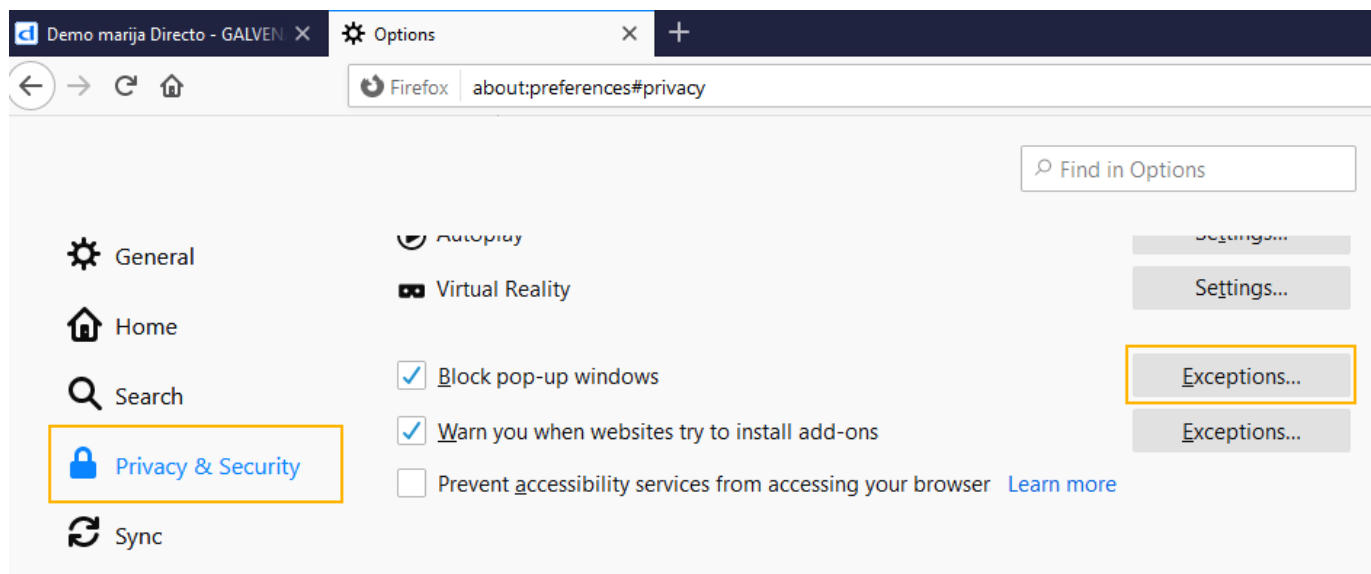 Demo marija Directo - GALVEN
Options
Firefox about:preferences#privacy
Find in Options
General
Home
Search
Privacy & Security
Sync
Autoplay Settings...
Virtual Reality Settings...
Block pop-up windows Exceptions...
Warn you when websites try to install add-ons Exceptions...
Prevent accessibility services from accessing your browser Learn more